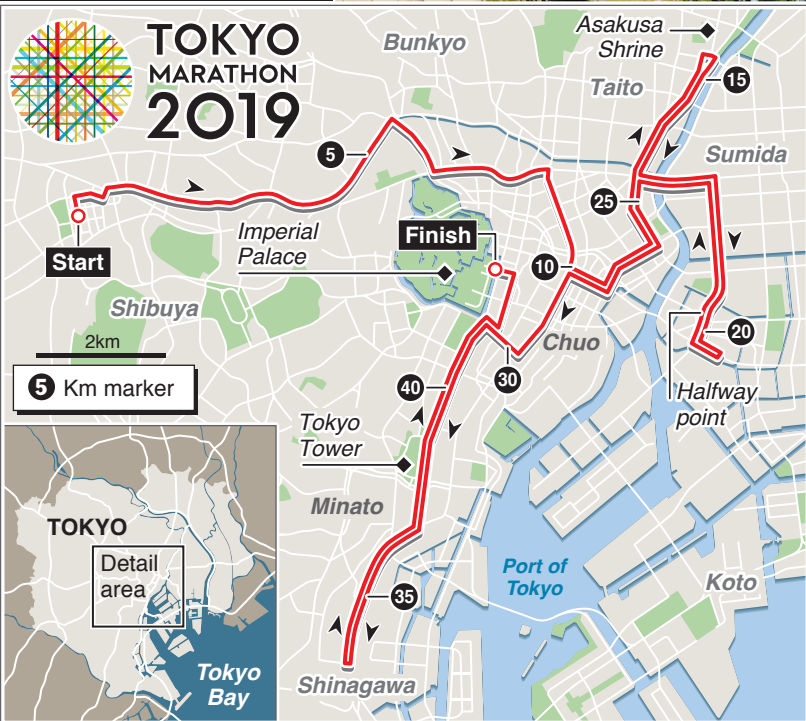 TOKYO
MARATHON
2019
Bunkyo
Asakusa
Shrine
Taito
15
5
Sumida
25
Imperial
Palace
Finish
Start
10
Shibuya
20
2km
Chuo
30
5 Km marker
40
Halfway
point
Tokyo
Tower
Minato
TOKYO
Detail
area
Port of
Tokyo
Koto
35
Tokyo
Bay
Shinagawa